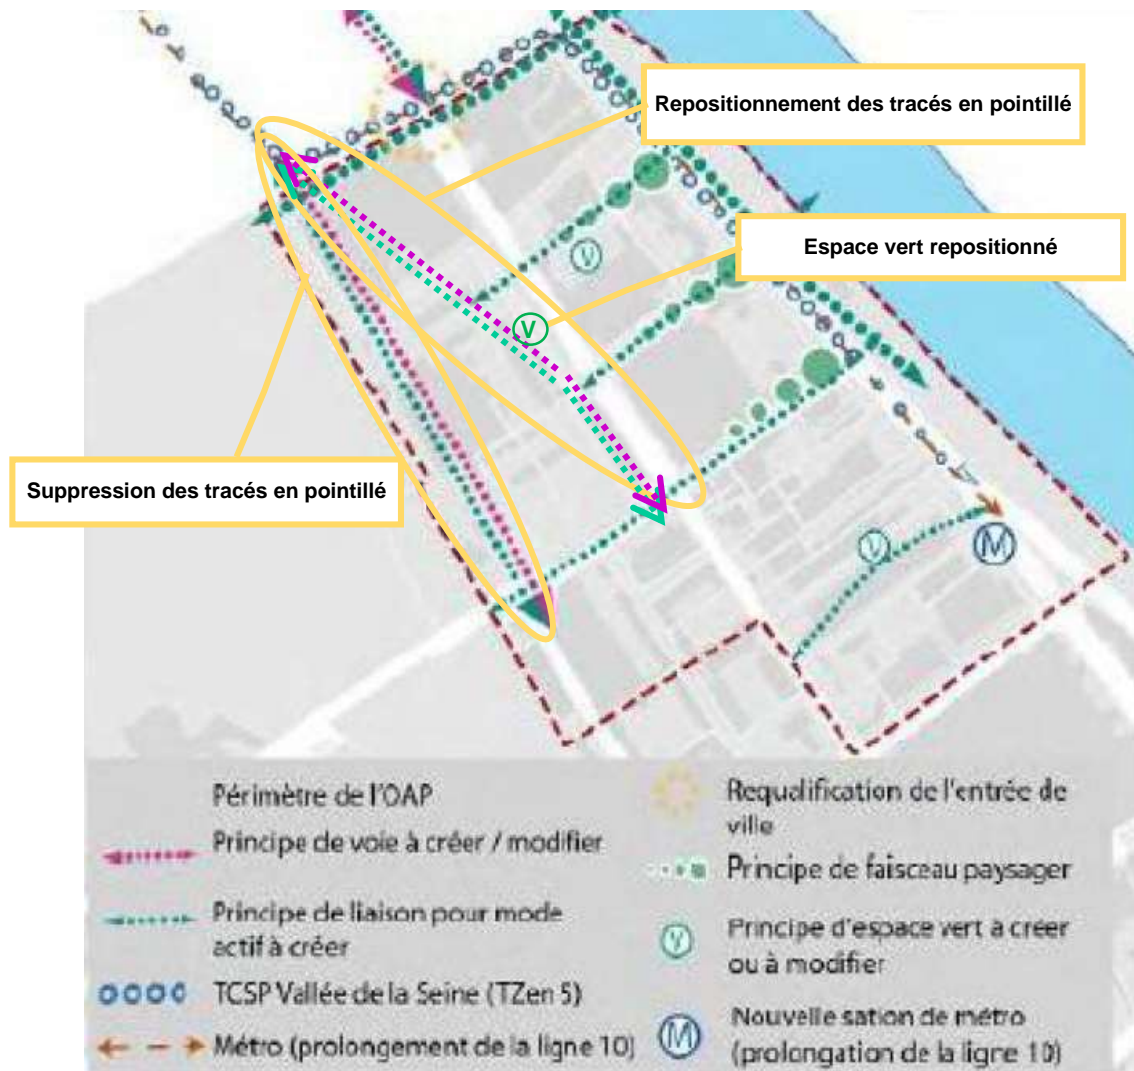 Repositionnement des tracés en pointillé
Espace vert repositionné
V
V
Suppression des tracés en pointillé
V
M
Périmètre de l'OAP
Principe de voie à créer / modifier
Principe de liaison pour mode
actif à créer
TCSP Vallée de la Seine (TZen 5)
Métro (prolongement de la ligne 10)
Requalification de l'entrée de
ville
Principe de faisceau paysager
V
Principe d'espace vert à créer
ou à modifier
M
Nouvelle sation de métro
(prolongation de la ligne 10)